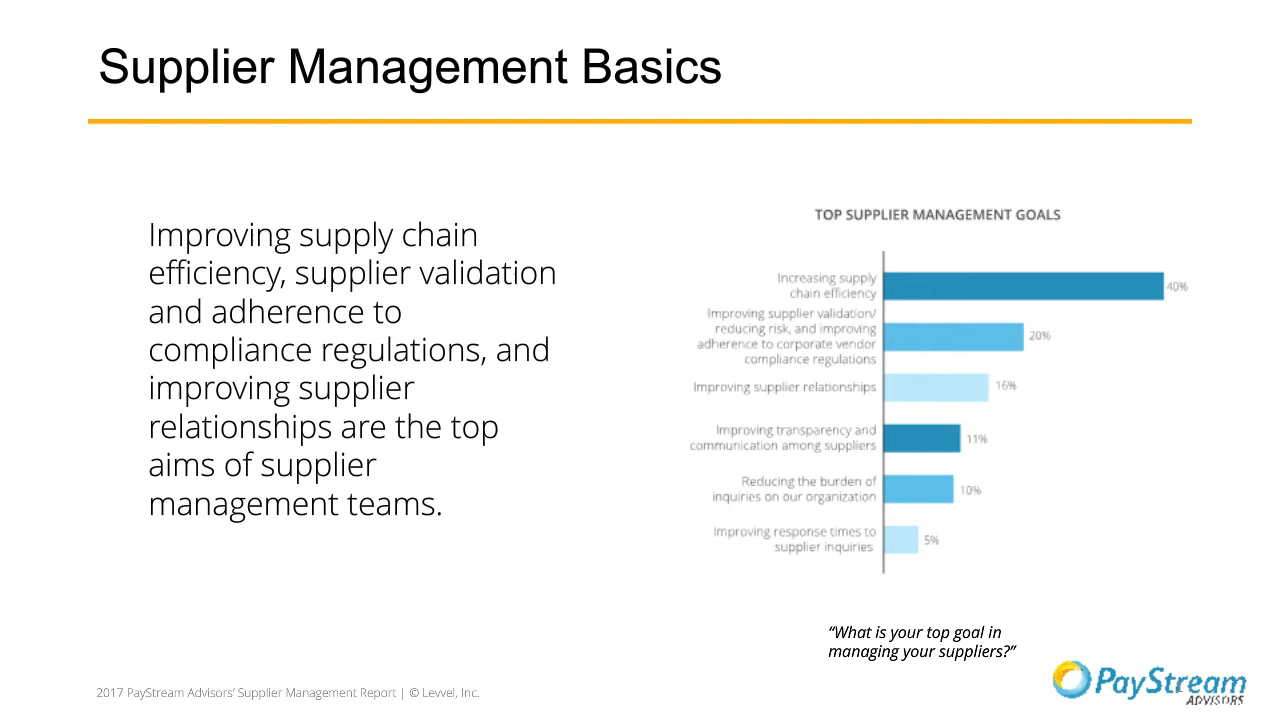 Supplier Management Basics
Improving supply chain
efficiency, supplier validation
and adherence to
compliance regulations, and
improving supplier
relationships are the top
aims of supplier
management teams.
TOP SUPPLIER MANAGEMENT GOALS
Increasing supply
chain efficiency
40%
Improving supplier validation/
reducing risk, and improving
adherence to corporate vendor
compliance regulations
20%
Improving supplier relationships
16%
Improving transparency and
communication among suppliers
11%
Reducing the burden of
inquiries on our organization
10%
Improving response times to
supplier inquiries
5%
“What is your top goal in
managing your suppliers?”
2017 PayStream Advisors’ Supplier Management Report | © Levvel, Inc.
PayStream
ADVISORS